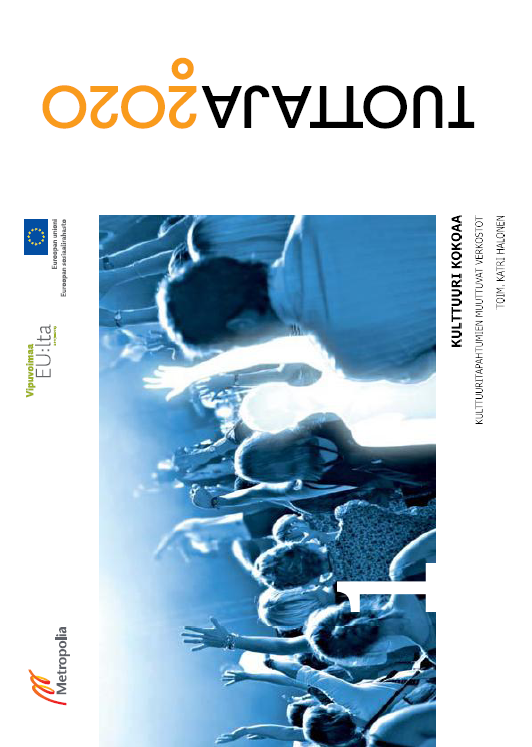 TUOTTAJA2020
KULTTUURI KOKOAA
KULTTUURITAPAHTUMIEN MUUTTUVAT VERKOSTOT
TOIM. KATRI HALONEN
1
Metropolia
Vipuvoimaa
EU:lta
Euroopan unioni
Euroopan sosiaalirahasto